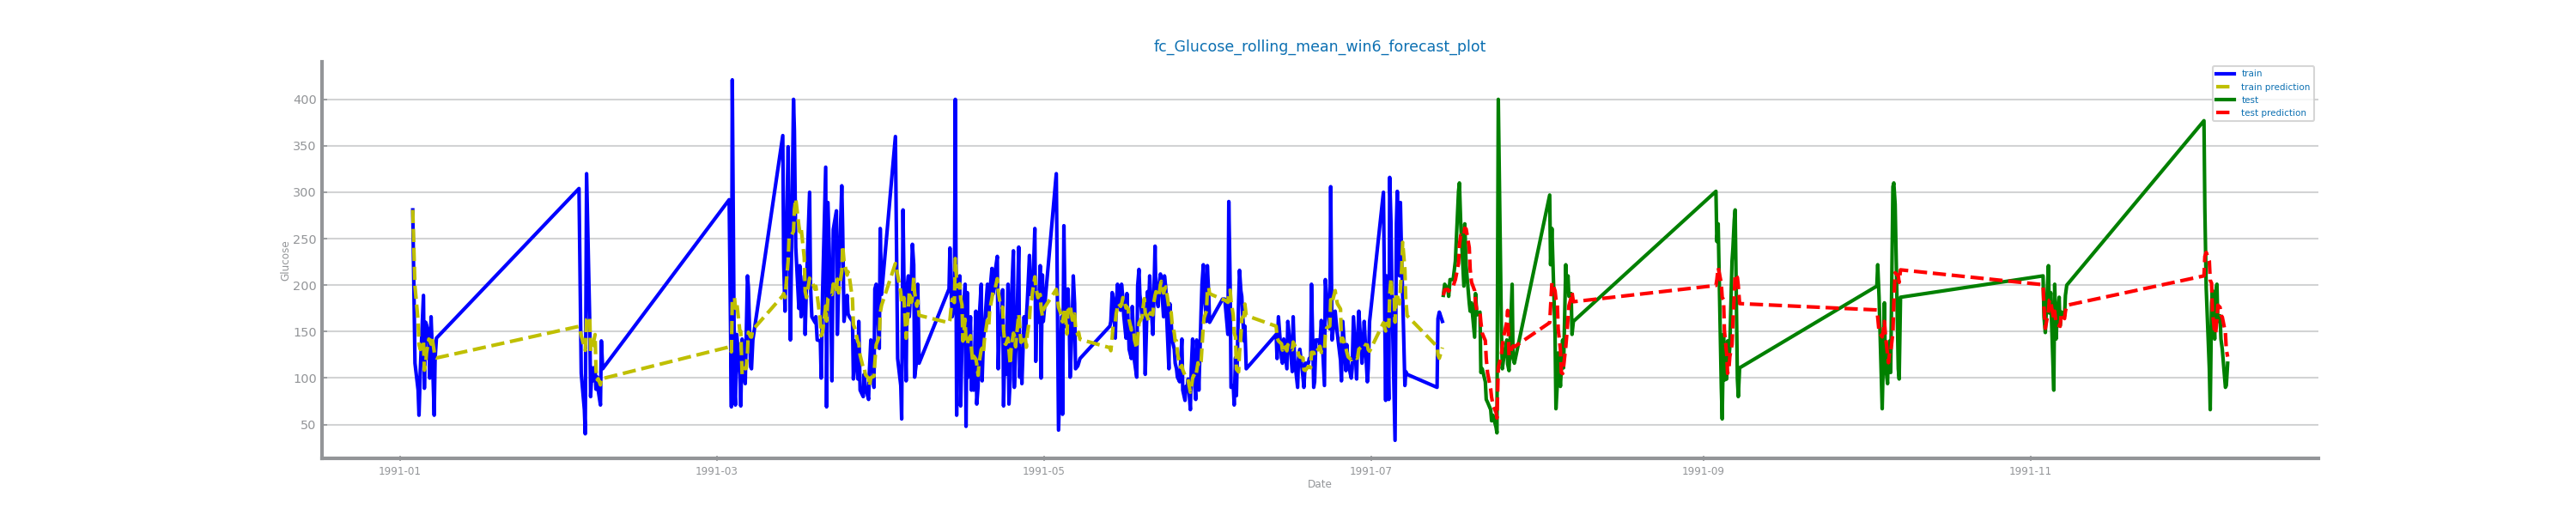 fc_Glucose_rolling_mean_win6_forecast_plot
train
train prediction
test
test prediction
400
350
300
250
200
150
100
50
Glucose
1991-01
1991-03
1991-05
1991-07
1991-09
1991-11
Date